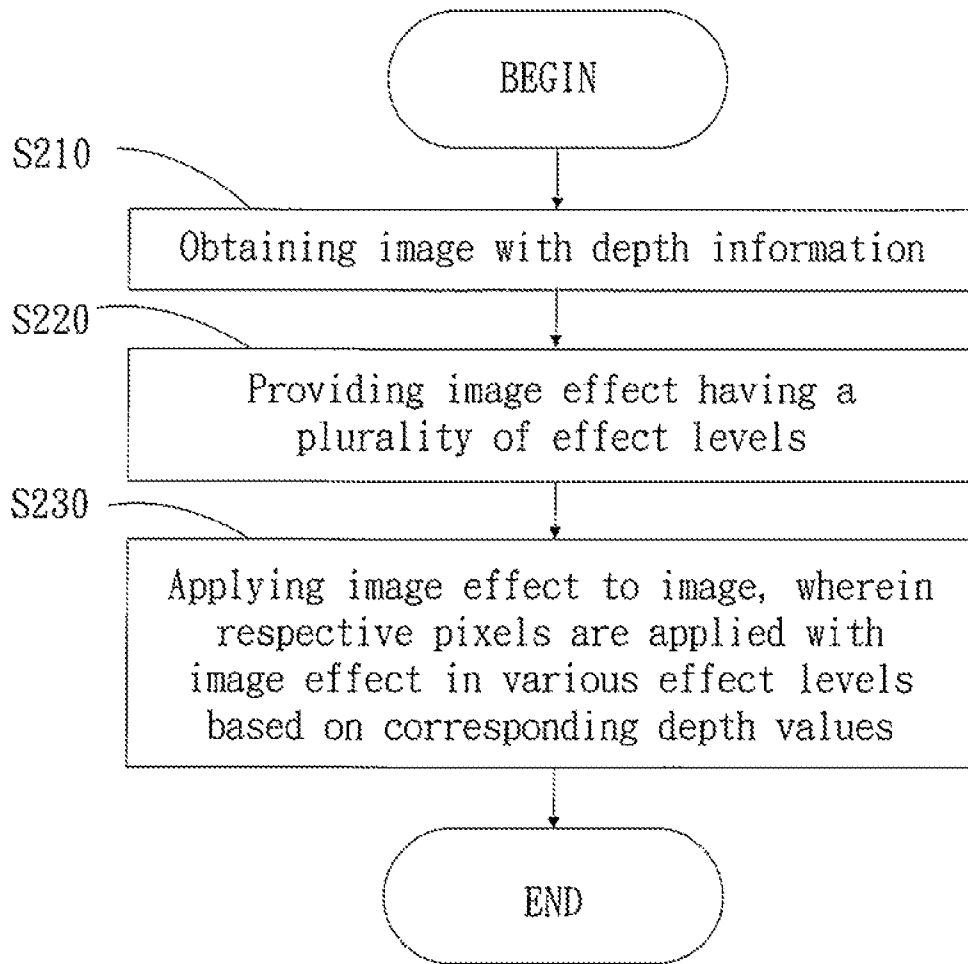 BEGIN
S210
Obtaining image with depth information
S220
Providing image effect having a
plurality of effect levels
S230
Applying image effect to image, wherein
respective pixels are applied with
image effect in various effect levels
based on corresponding depth values
END